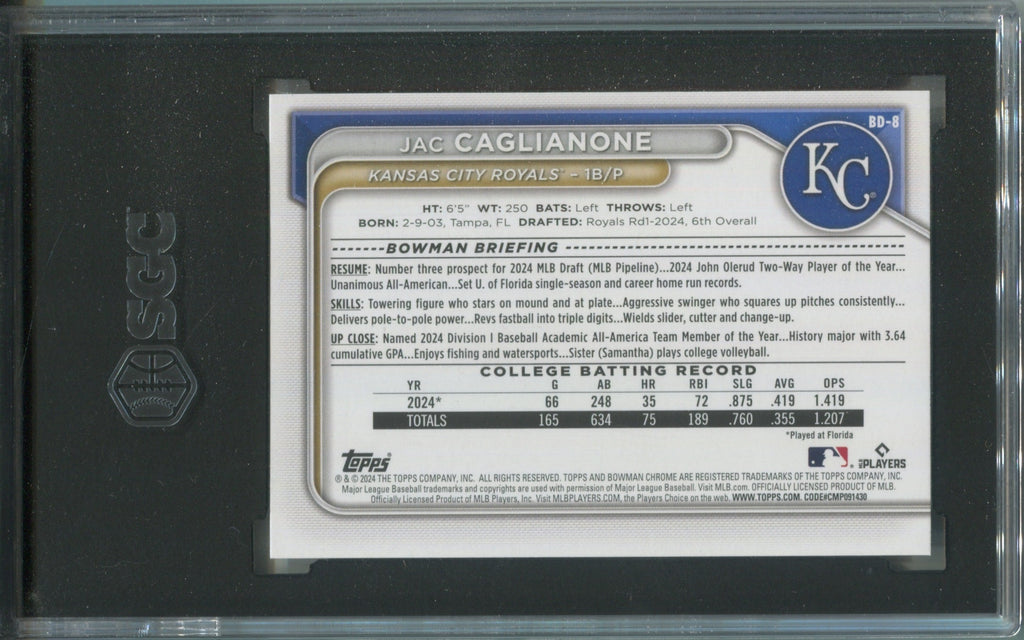 SGC
BD-8
JAC CAGLIANONE
KANSAS CITY ROYALS™ – 1B/P
KC
HT: 6'5" WT: 250 BATS: Left THROWS: Left
BORN: 2-9-03, Tampa, FL DRAFTED: Royals Rd1-2024, 6th Overall
BOWMAN BRIEFING
RESUME: Number three prospect for 2024 MLB Draft (MLB Pipeline)...2024 John Olerud Two-Way Player of the Year...
Unanimous All-American...Set U. of Florida single-season and career home run records.
SKILLS: Towering figure who stars on mound and at plate...Aggressive swinger who squares up pitches consistently...
Delivers pole-to-pole power...Revs fastball into triple digits...Wields slider, cutter and change-up.
UP CLOSE: Named 2024 Division I Baseball Academic All-America Team Member of the Year...History major with 3.64
cumulative GPA...Enjoys fishing and watersports...Sister (Samantha) plays college volleyball.
COLLEGE BATTING RECORD
YR G AB HR RBI SLG AVG OPS
2024* 66 248 35 72 .875 .419 1.419
TOTALS 165 634 75 189 .760 .355 1.207
*Played at Florida
topps® MLB PLAYERS
® & © 2024 THE TOPPS COMPANY, INC. ALL RIGHTS RESERVED. TOPPS AND BOWMAN CHROME ARE REGISTERED TRADEMARKS OF THE TOPPS COMPANY, INC.
Major League Baseball trademarks and copyrights are used with permission of Major League Baseball. Visit MLB.com. OFFICIALLY LICENSED PRODUCT OF MLB.
Officially Licensed Product of MLB Players, Inc. Visit MLBPLAYERS.COM, the Players Choice on the web. WWW.TOPPS.COM. CODE#CMP091430